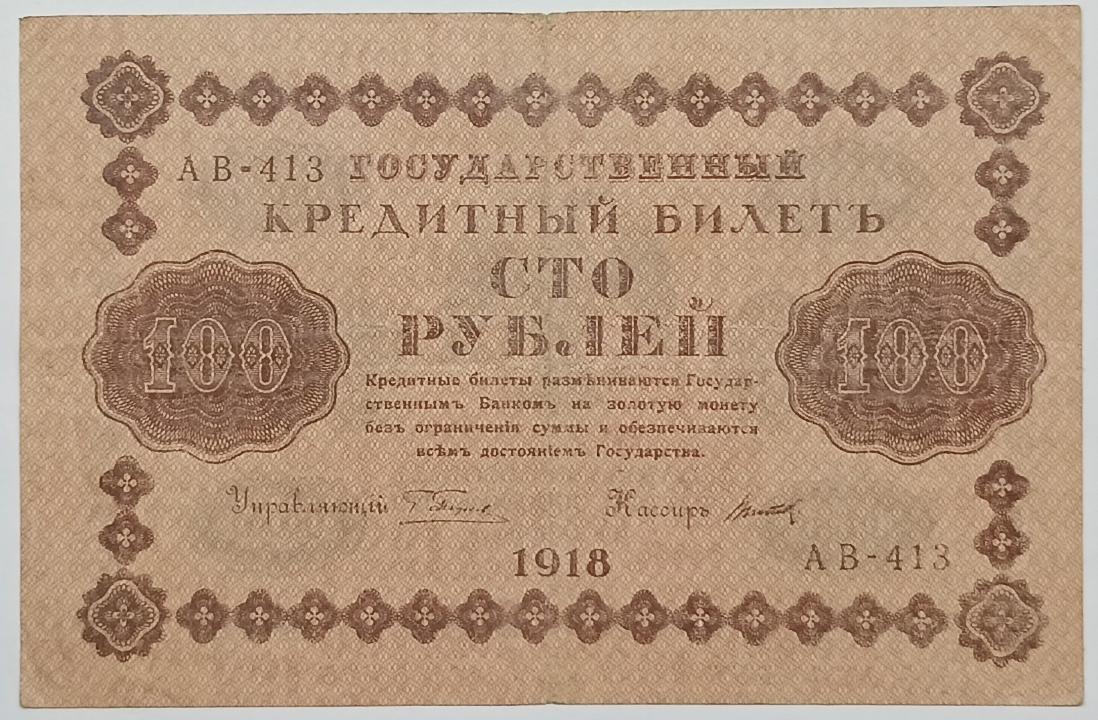 АВ-413 ГОСУДАРСТВЕННЫЙ
КРЕДИТНЫЙ БИЛЕТЪ
СТО
РУБЛЕЙ
100
100
Кредитные билеты размѣниваются Государ-
ственнымъ Банкомъ на золотую монету
безъ ограниченія суммы и обезпечиваются
всѣмъ достояніемъ Государства.
Управляющій
Кассиръ
1918
АВ-413